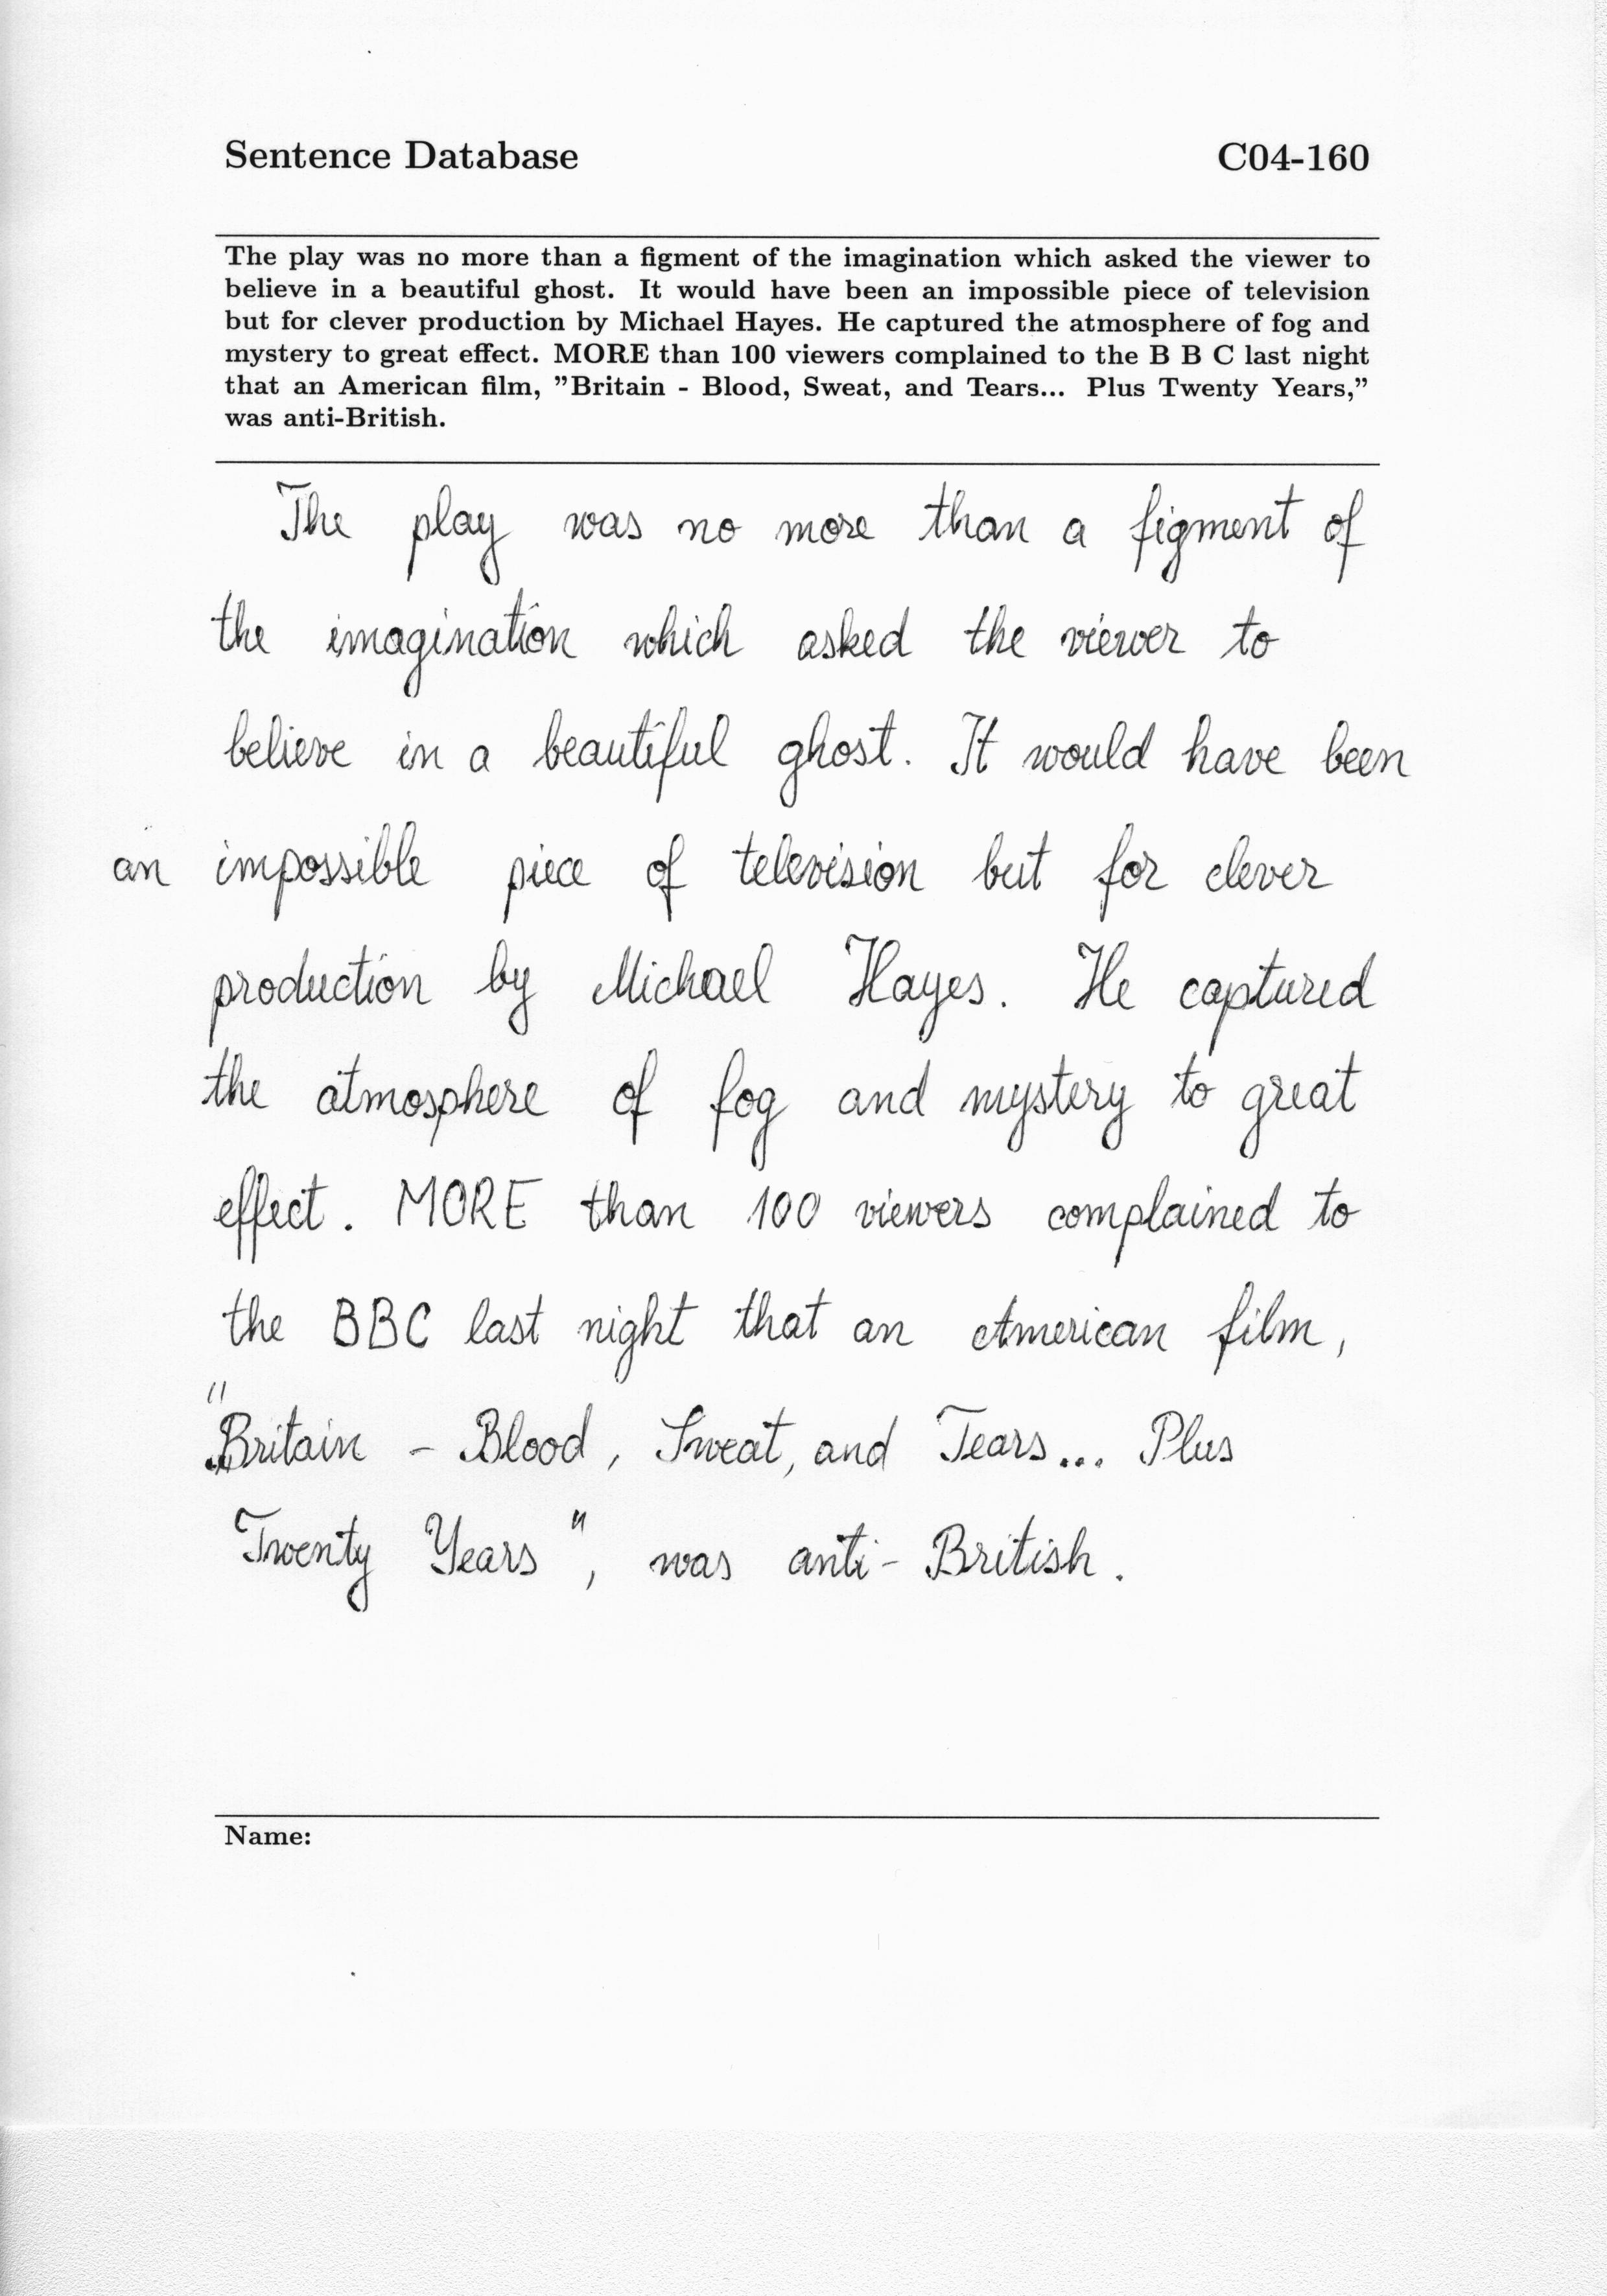 Sentence Database C04-160
The play was no more than a figment of the imagination which asked the viewer to
believe in a beautiful ghost. It would have been an impossible piece of television
but for clever production by Michael Hayes. He captured the atmosphere of fog and
mystery to great effect. MORE than 100 viewers complained to the B B C last night
that an American film, "Britain - Blood, Sweat, and Tears... Plus Twenty Years,"
was anti-British.
The play was no more than a figment of
the imagination which asked the viewer to
believe in a beautiful ghost. It would have been
an impossible piece of television but for clever
production by Michael Hayes. He captured
the atmosphere of fog and mystery to great
effect. MORE than 100 viewers complained to
the BBC last night that an American film,
"Britain - Blood, Sweat, and Tears... Plus
Twenty Years", was anti-British.
Name: